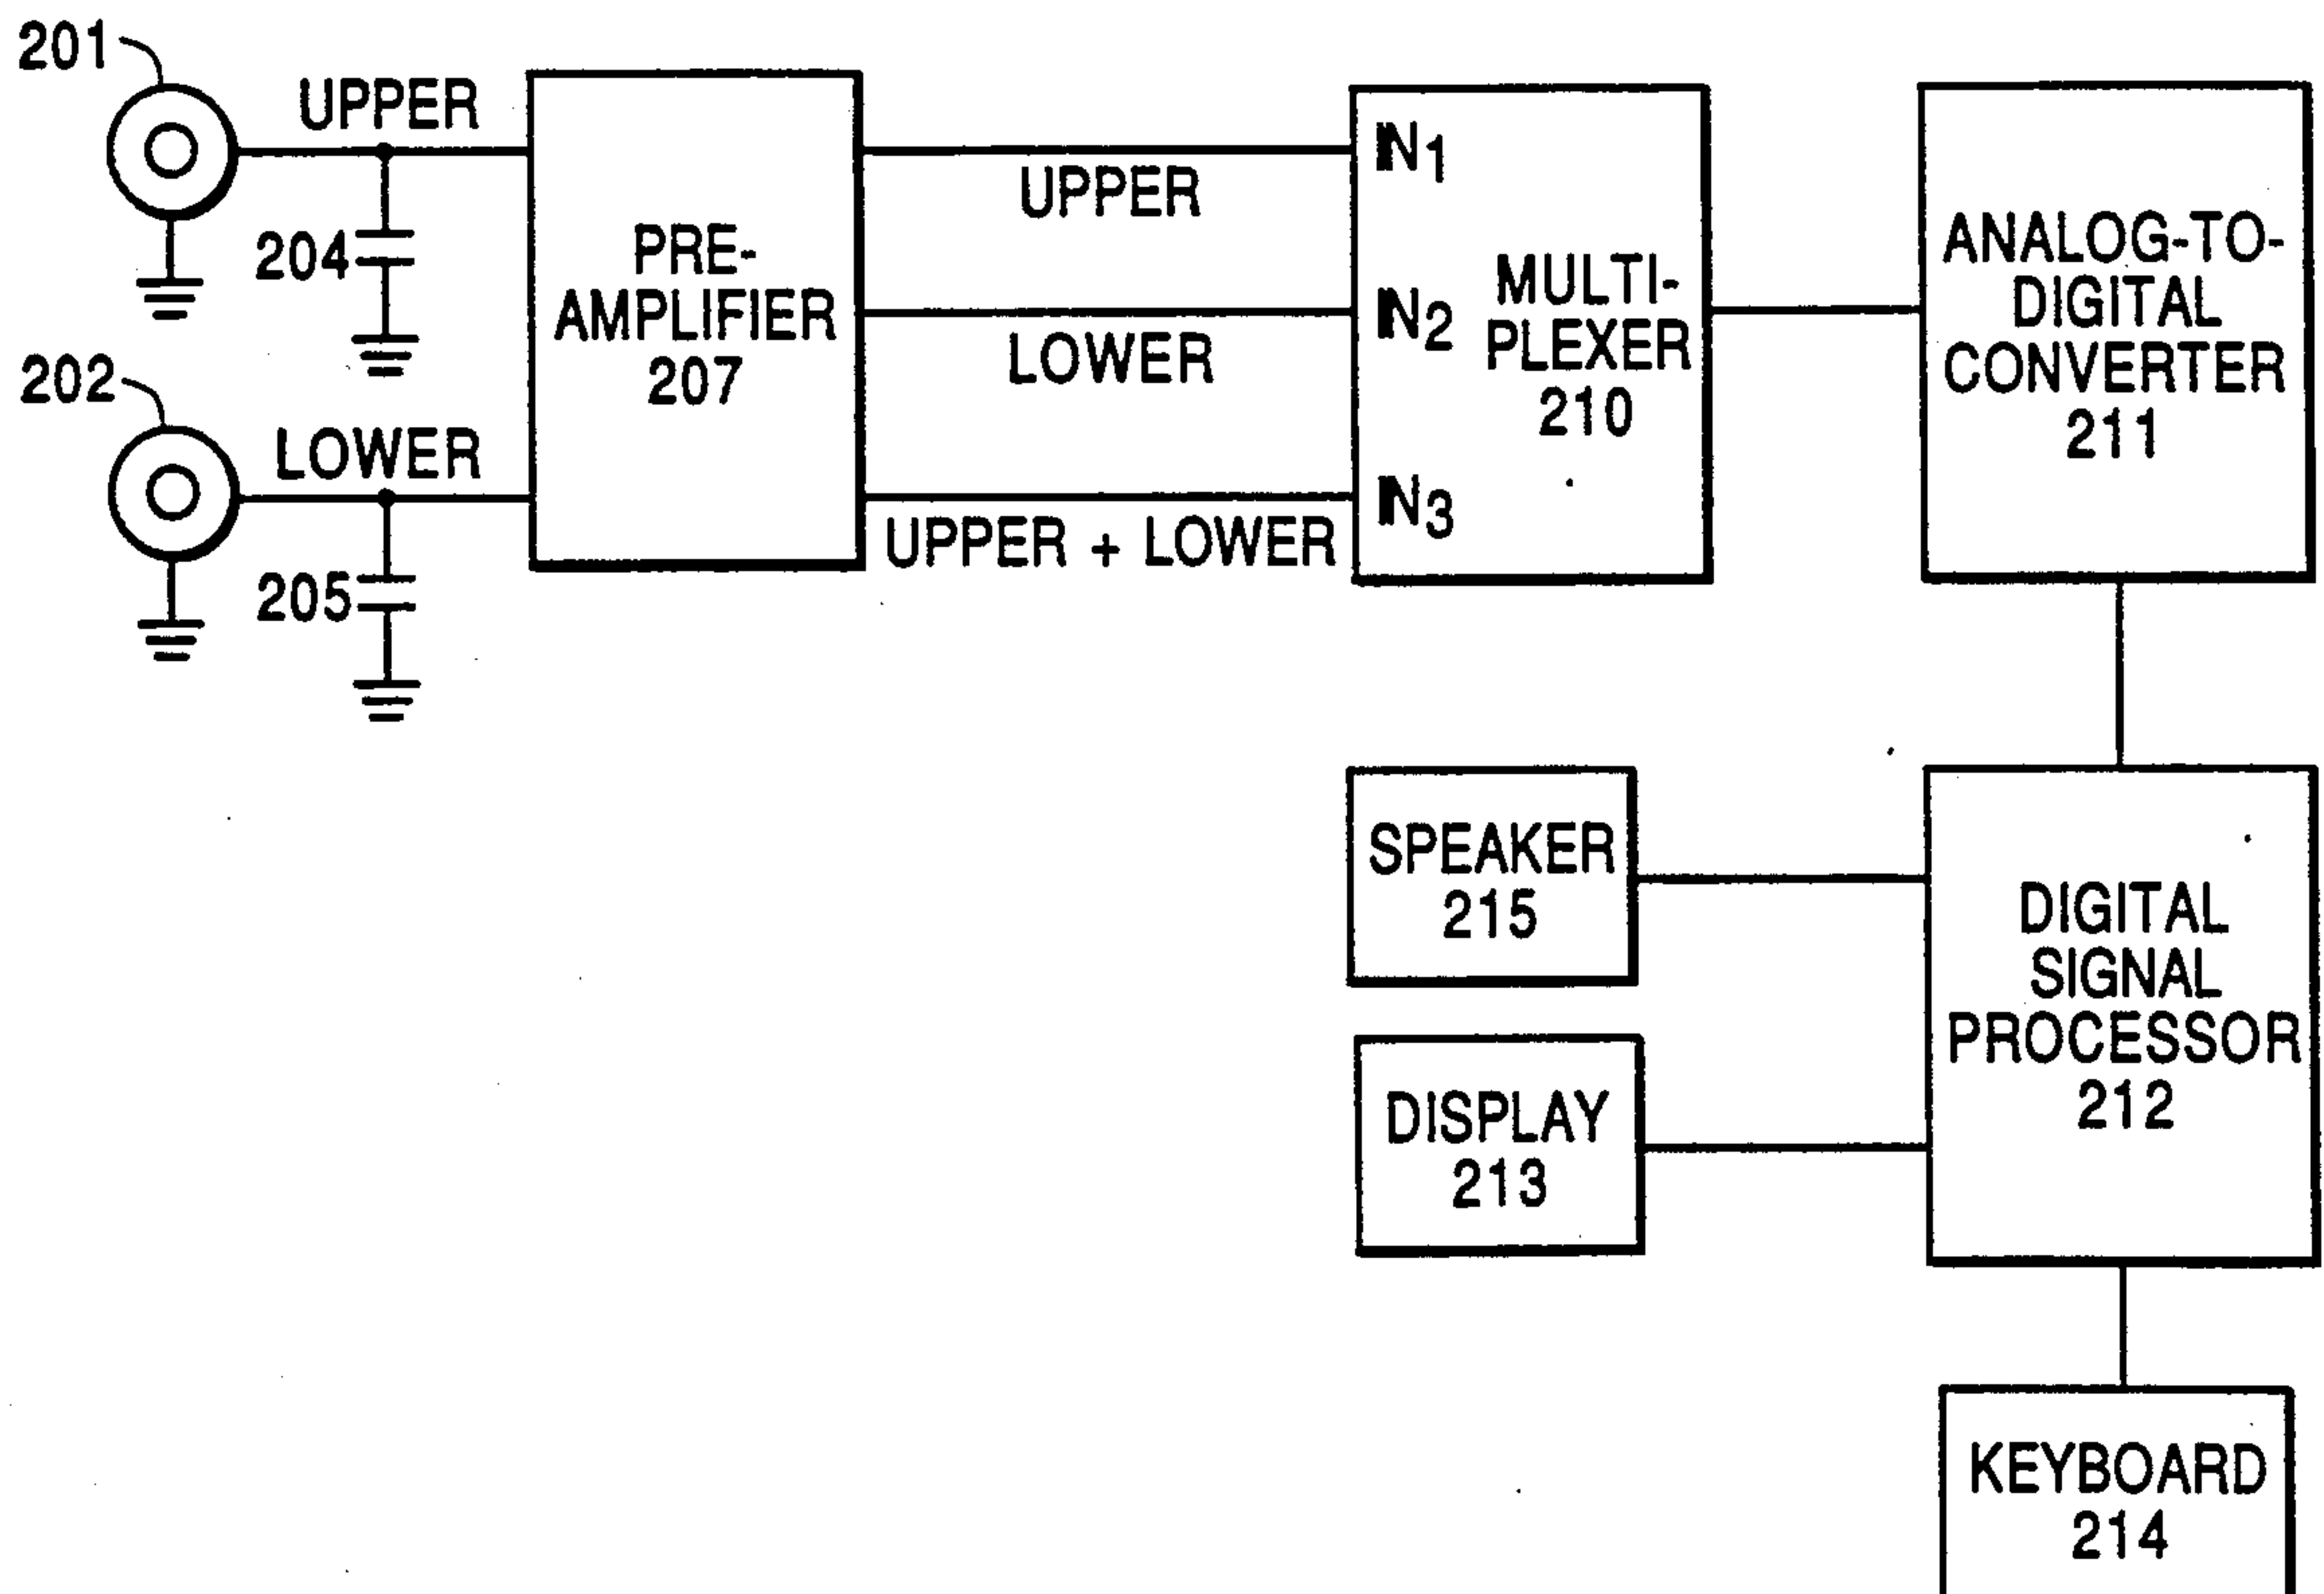 201
UPPER
204
202
LOWER
205
PRE-
AMPLIFIER
207
UPPER
LOWER
UPPER + LOWER
IN1
IN2
IN3
MULTI-
PLEXER
210
ANALOG-TO-
DIGITAL
CONVERTER
211
SPEAKER
215
DISPLAY
213
DIGITAL
SIGNAL
PROCESSOR
212
KEYBOARD
214